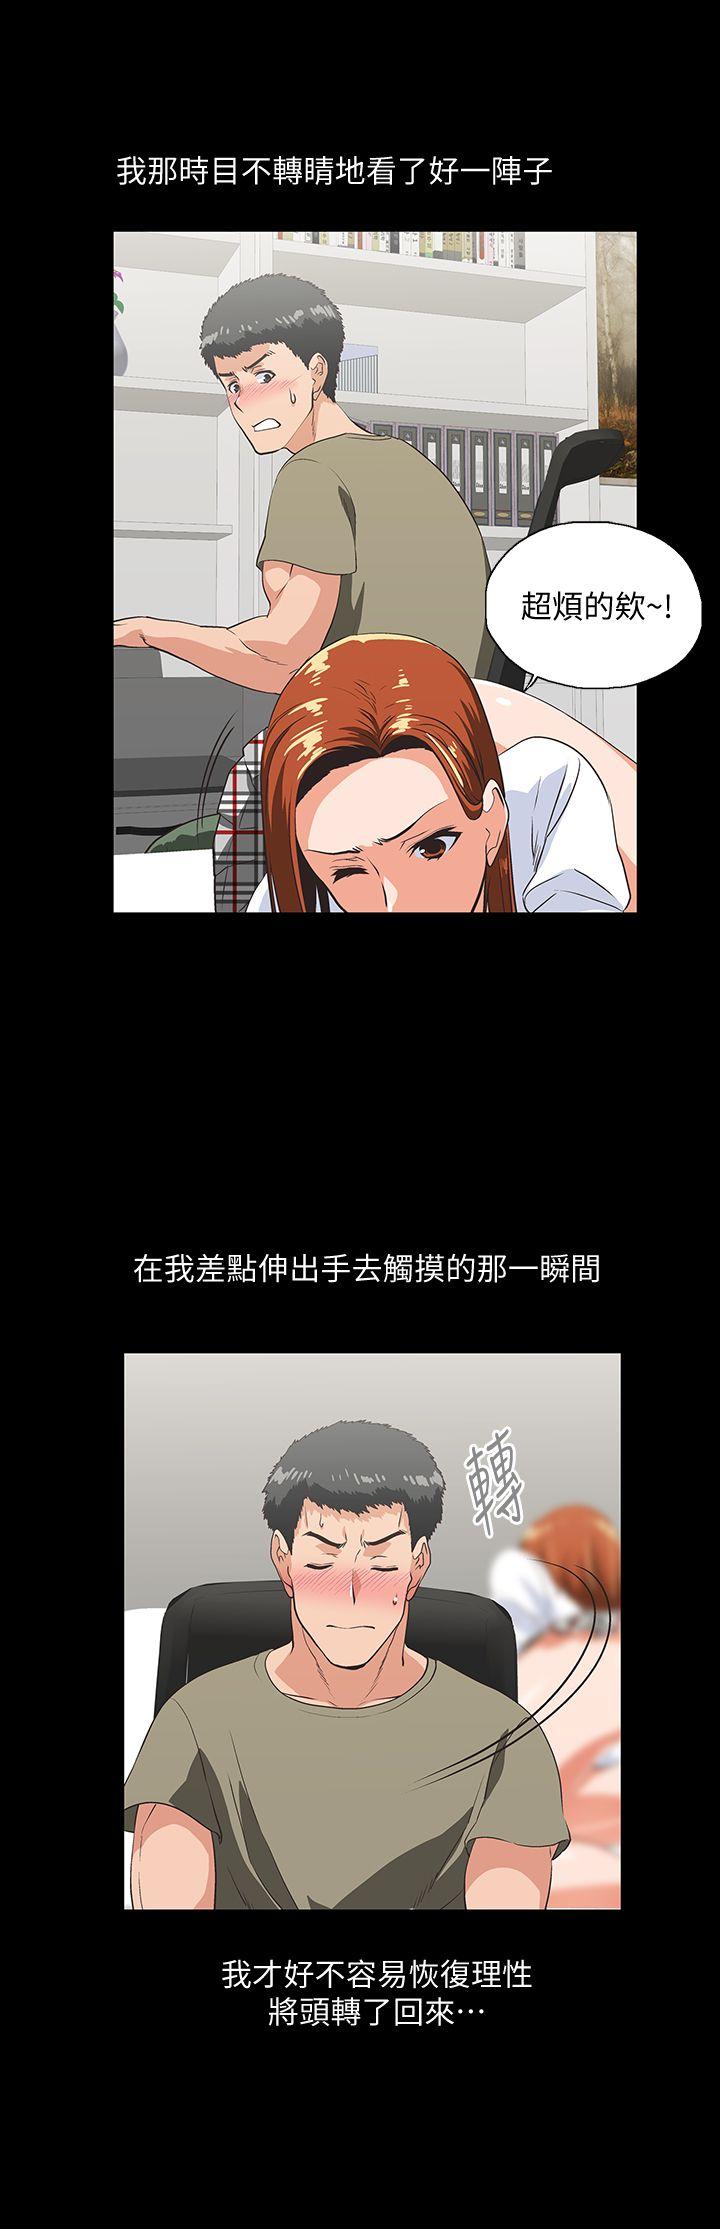 我那時目不轉睛地看了好一陣子
超煩的欸~!
在我差點伸出手去觸摸的那一瞬間
轉
我才好不容易恢復理性
將頭轉了回來…